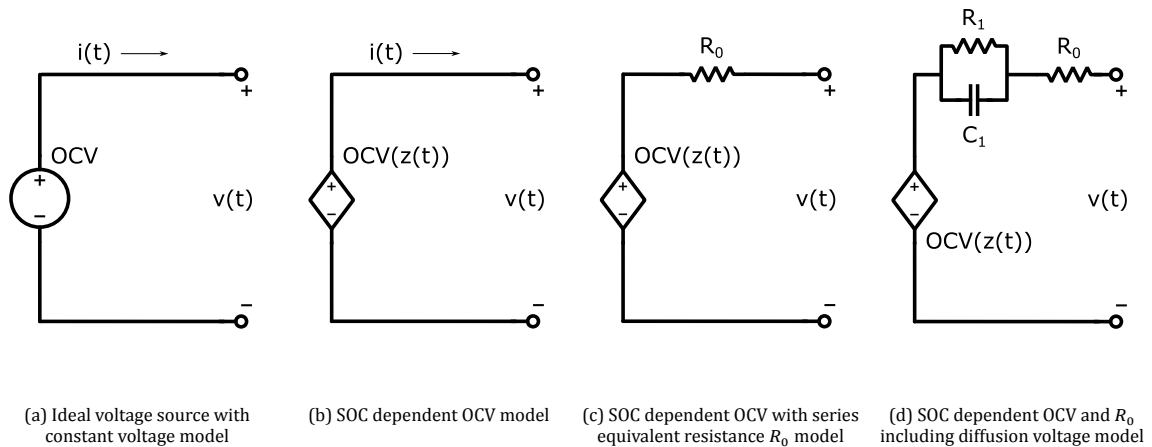 i(t)
OCV
+
−
+
v(t)
−
(a) Ideal voltage source with
constant voltage model
i(t)
OCV(z(t))
+
−
+
v(t)
−
(b) SOC dependent OCV model
R₀
OCV(z(t))
+
−
+
v(t)
−
(c) SOC dependent OCV with series
equivalent resistance R₀ model
R₁
C₁
R₀
+
−
OCV(z(t))
+
v(t)
−
(d) SOC dependent OCV and R₀
including diffusion voltage model